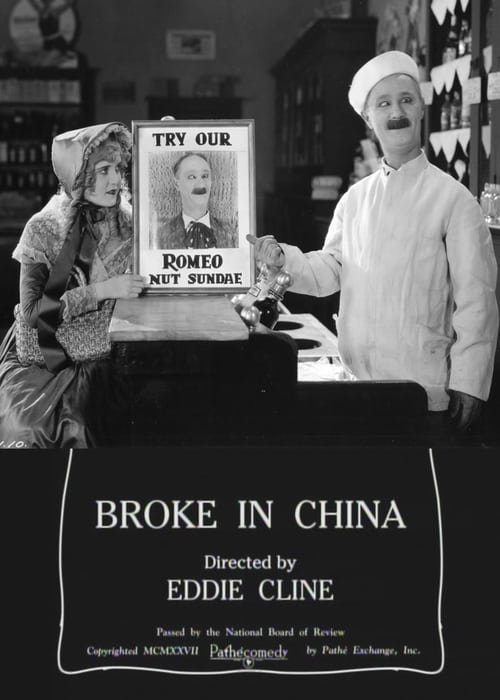 TRY OUR
ROMEO
NUT SUNDAE
BROKE IN CHINA
Directed by
EDDIE CLINE
Passed by the National Board of Review
Copyrighted MCMXXVII Pathécomedy by Pathé Exchange, Inc.